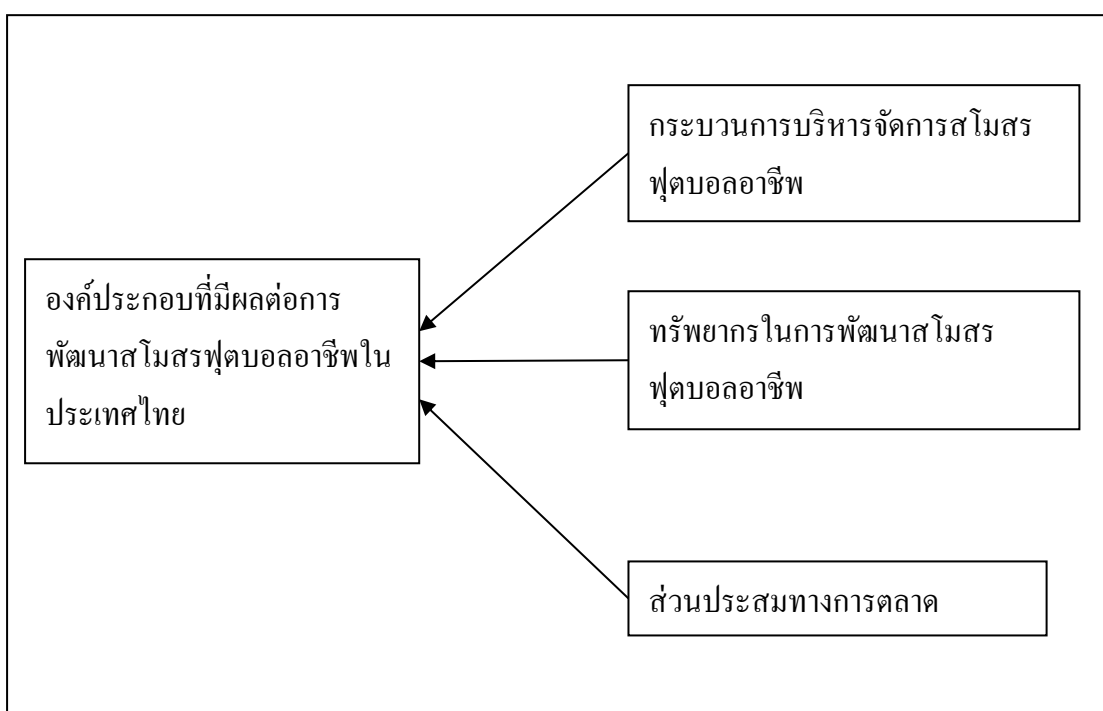 กระบวนการบริหารจัดการสโมสร
ฟุตบอลอาชีพ
องค์ประกอบที่มีผลต่อการ
พัฒนาสโมสรฟุตบอลอาชีพใน
ประเทศไทย
ทรัพยากรในการพัฒนาสโมสร
ฟุตบอลอาชีพ
ส่วนประสมทางการตลาด